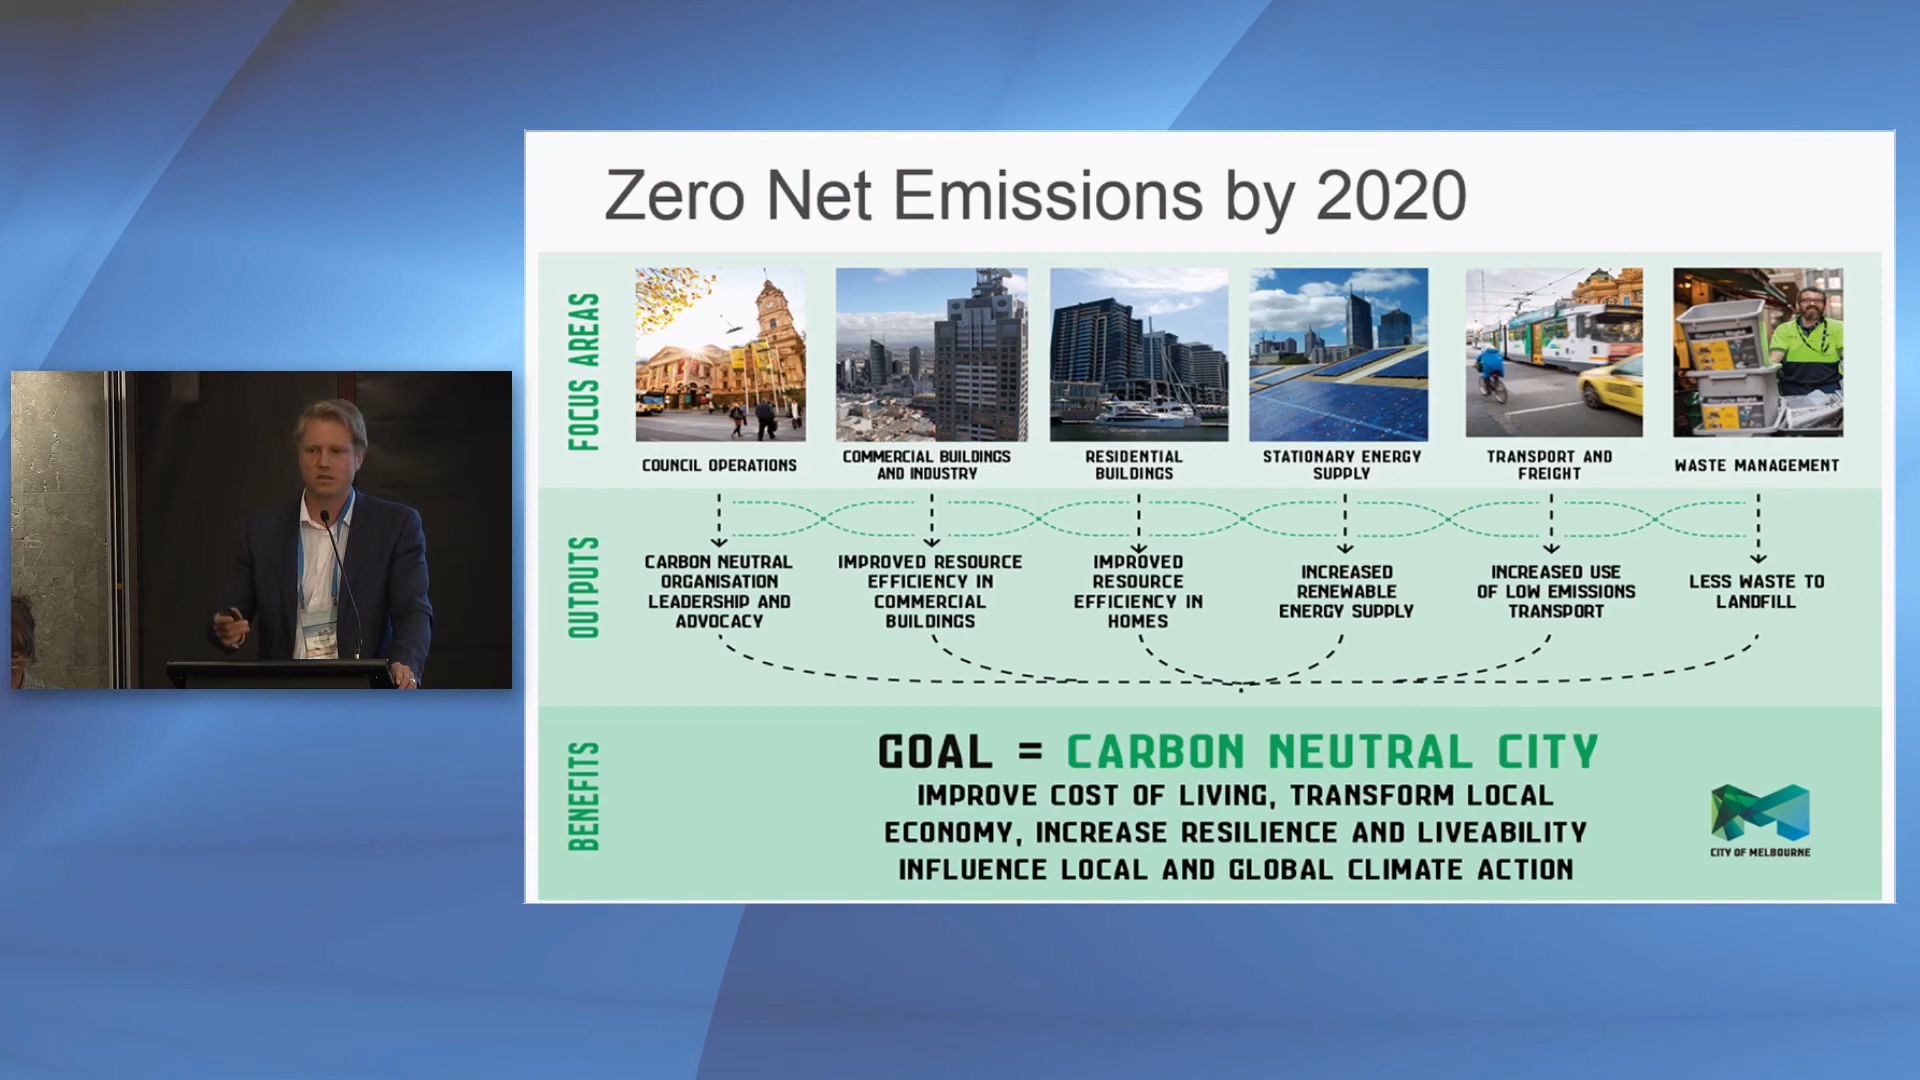 Zero Net Emissions by 2020
FOCUS AREAS
COUNCIL OPERATIONS
COMMERCIAL BUILDINGS
AND INDUSTRY
RESIDENTIAL
BUILDINGS
STATIONARY ENERGY
SUPPLY
TRANSPORT AND
FREIGHT
WASTE MANAGEMENT
OUTPUTS
CARBON NEUTRAL
ORGANISATION
LEADERSHIP AND
ADVOCACY
IMPROVED RESOURCE
EFFICIENCY IN
COMMERCIAL
BUILDINGS
IMPROVED
RESOURCE
EFFICIENCY IN
HOMES
INCREASED
RENEWABLE
ENERGY SUPPLY
INCREASED USE
OF LOW EMISSIONS
TRANSPORT
LESS WASTE TO
LANDFILL
BENEFITS
GOAL = CARBON NEUTRAL CITY
IMPROVE COST OF LIVING, TRANSFORM LOCAL
ECONOMY, INCREASE RESILIENCE AND LIVEABILITY
INFLUENCE LOCAL AND GLOBAL CLIMATE ACTION
CITY OF MELBOURNE